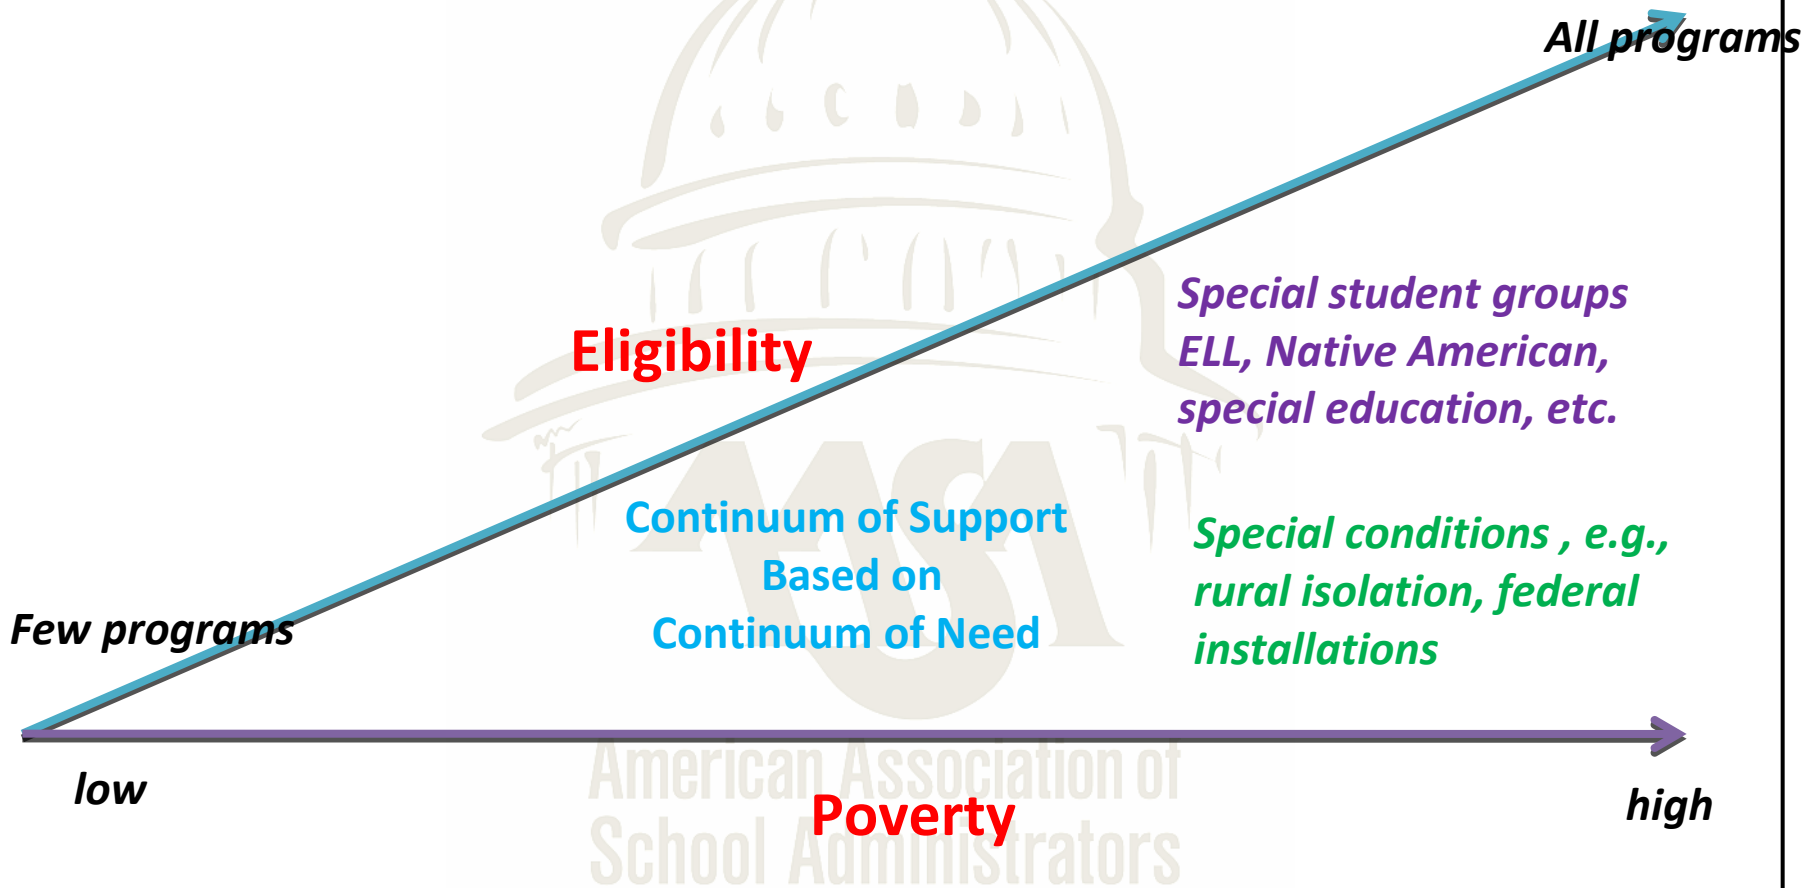 All programs
Special student groups
ELL, Native American,
special education, etc.
Eligibility
Continuum of Support
Based on
Continuum of Need
Special conditions , e.g.,
rural isolation, federal
installations
Few programs
low
high
Poverty
AASA
American Association of
School Administrators